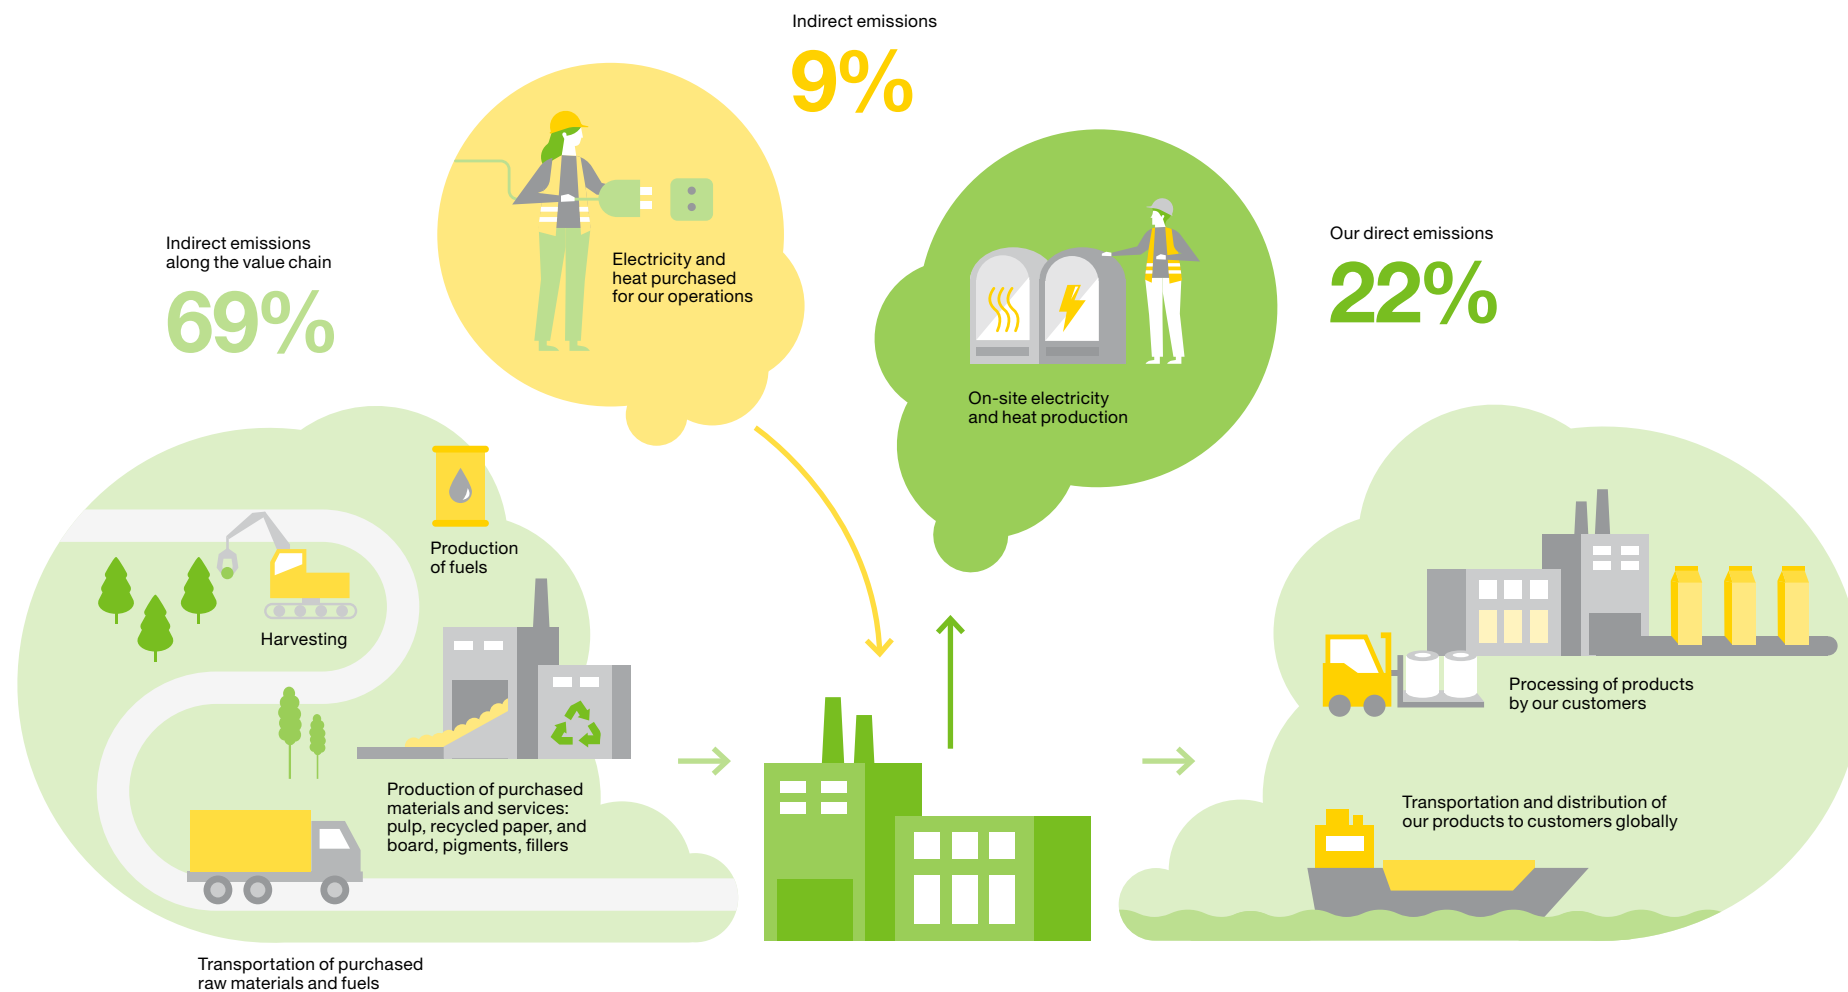 Indirect emissions
9%
Indirect emissions
along the value chain
69%
Electricity and
heat purchased
for our operations
Our direct emissions
22%
On-site electricity
and heat production
Production
of fuels
Harvesting
Production of purchased
materials and services:
pulp, recycled paper, and
board, pigments, fillers
Transportation of purchased
raw materials and fuels
Processing of products
by our customers
Transportation and distribution of
our products to customers globally